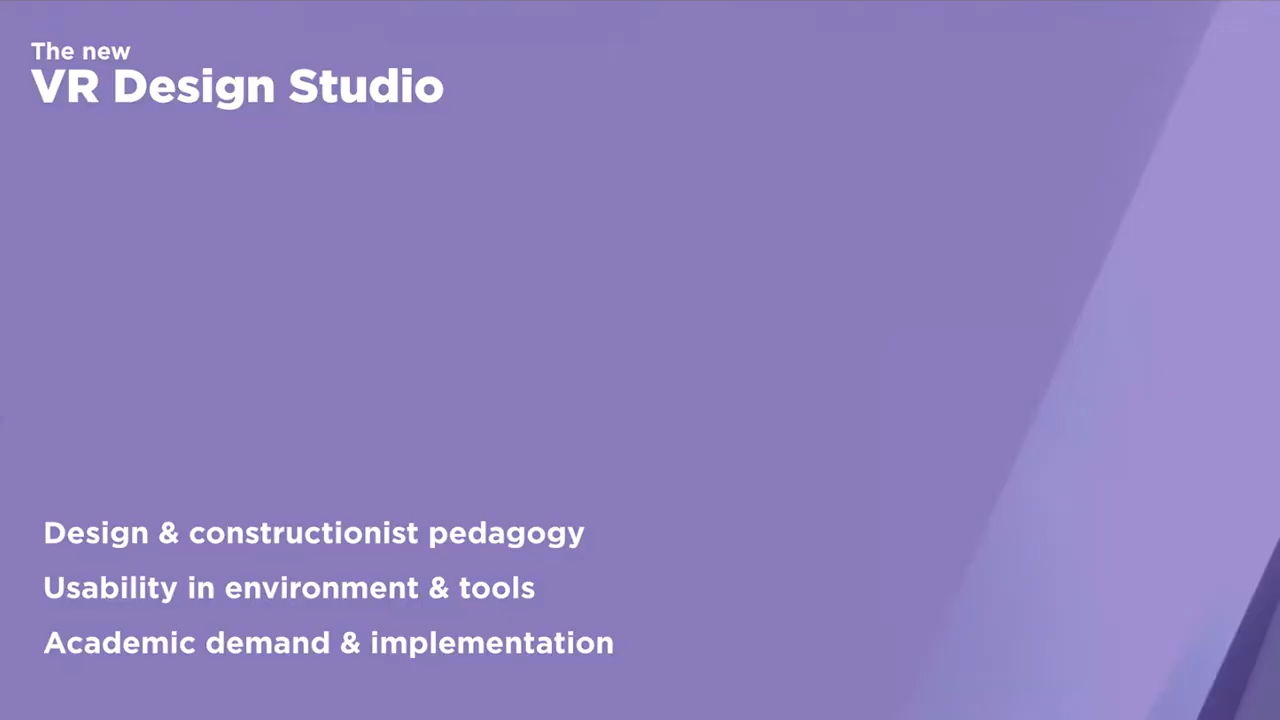 The new
VR Design Studio
Design & constructionist pedagogy
Usability in environment & tools
Academic demand & implementation